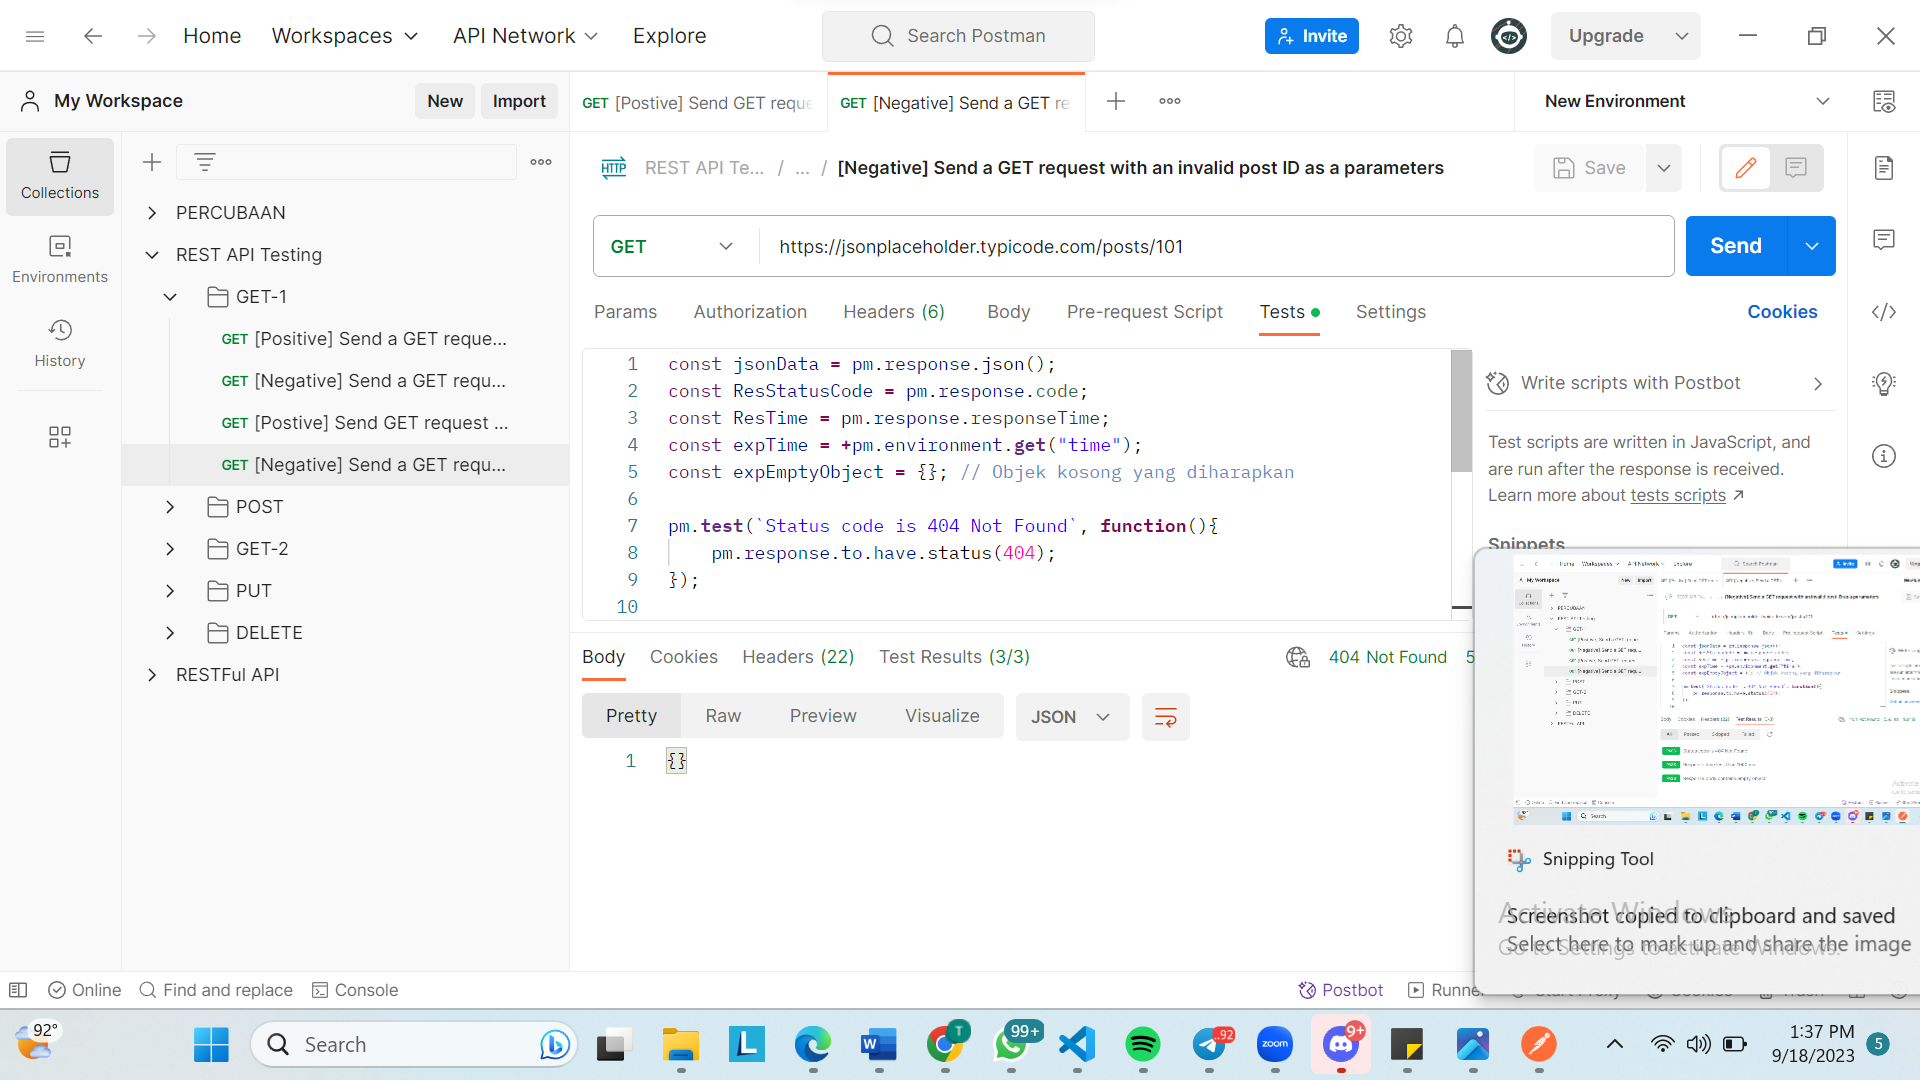 Home
Workspaces
API Network
Explore
Search Postman
Invite
Upgrade
My Workspace
New
Import
GET [Postive] Send GET reque
GET [Negative] Send a GET re
New Environment
Collections
Environments
History
PERCUBAAN
REST API Testing
GET-1
GET [Positive] Send a GET reque...
GET [Negative] Send a GET requ...
GET [Postive] Send GET request ...
GET [Negative] Send a GET requ...
POST
GET-2
PUT
DELETE
RESTFul API
HTTP REST API Te... / ... / [Negative] Send a GET request with an invalid post ID as a parameters
Save
GET https://jsonplaceholder.typicode.com/posts/101
Send
Params Authorization Headers (6) Body Pre-request Script Tests Settings
Cookies
1 const jsonData = pm.response.json();
2 const ResStatusCode = pm.response.code;
3 const ResTime = pm.response.responseTime;
4 const expTime = +pm.environment.get("time");
5 const expEmptyObject = {}; // Objek kosong yang diharapkan
6
7 pm.test(`Status code is 404 Not Found`, function(){
8 pm.response.to.have.status(404);
9 });
10
Write scripts with Postbot
Test scripts are written in JavaScript, and
are run after the response is received.
Learn more about tests scripts ↗
Snippets
Body Cookies Headers (22) Test Results (3/3)
404 Not Found 5
Pretty Raw Preview Visualize JSON
1 {}
Snipping Tool
Activate Windows
Screenshot copied to clipboard and saved
Go to Settings to activate Windows.
Select here to mark up and share the image
Online Find and replace Console
Postbot Runner
92°
Search
T
99+
..92
zoom
9+
1:37 PM
9/18/2023
5